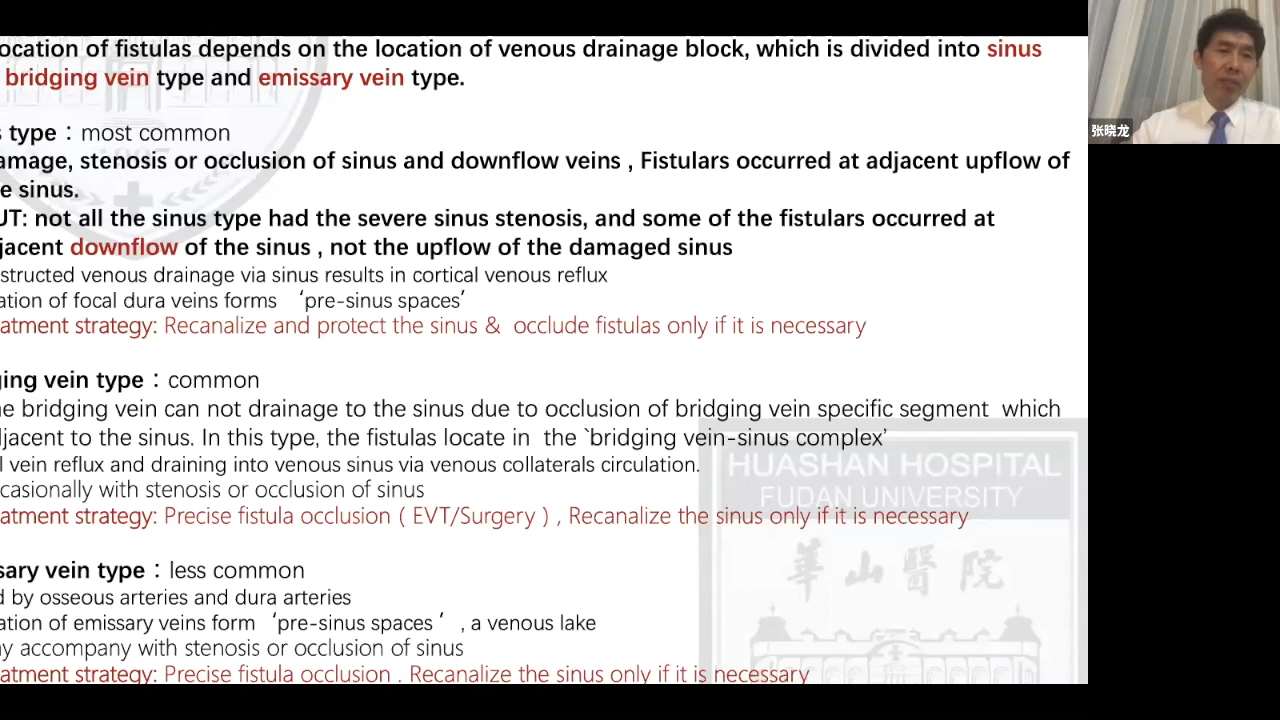 ocation of fistulas depends on the location of venous drainage block, which is divided into sinus
bridging vein type and emissary vein type.
s type：most common
amage, stenosis or occlusion of sinus and downflow veins , Fistulars occurred at adjacent upflow of
e sinus.
UT: not all the sinus type had the severe sinus stenosis, and some of the fistulars occurred at
jacent downflow of the sinus , not the upflow of the damaged sinus
structed venous drainage via sinus results in cortical venous reflux
ation of focal dura veins forms ‘pre-sinus spaces’
eatment strategy: Recanalize and protect the sinus & occlude fistulas only if it is necessary
ging vein type：common
he bridging vein can not drainage to the sinus due to occlusion of bridging vein specific segment which
djacent to the sinus. In this type, the fistulas locate in the `bridging vein-sinus complex’
l vein reflux and draining into venous sinus via venous collaterals circulation.
ccasionally with stenosis or occlusion of sinus
eatment strategy: Precise fistula occlusion ( EVT/Surgery ) , Recanalize the sinus only if it is necessary
sary vein type：less common
d by osseous arteries and dura arteries
ation of emissary veins form ‘pre-sinus spaces ’ , a venous lake
ay accompany with stenosis or occlusion of sinus
eatment strategy: Precise fistula occlusion . Recanalize the sinus only if it is necessary
HUASHAN HOSPITAL
FUDAN UNIVERSITY
華山醫院
张晓龙